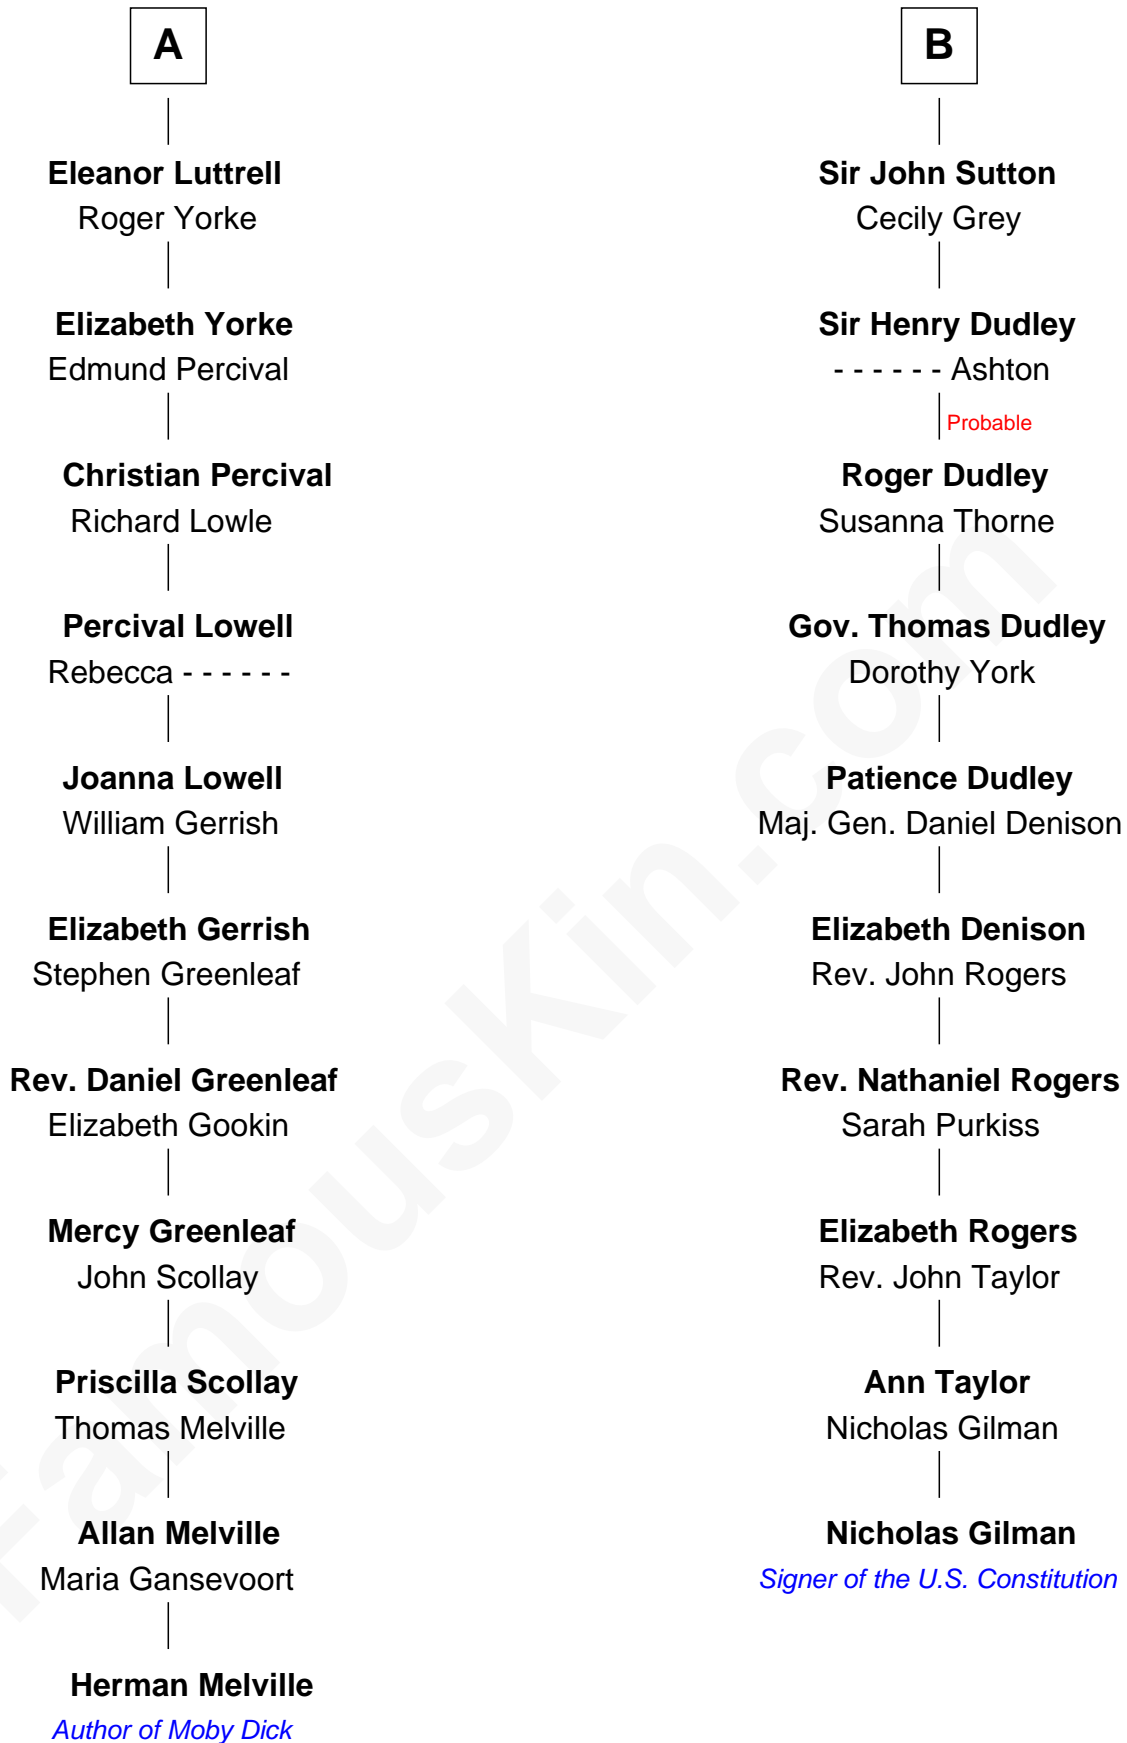 A
Eleanor Luttrell
Roger Yorke
Elizabeth Yorke
Edmund Percival
Christian Percival
Richard Lowle
Percival Lowell
Rebecca - - - - - -
Joanna Lowell
William Gerrish
Elizabeth Gerrish
Stephen Greenleaf
Rev. Daniel Greenleaf
Elizabeth Gookin
Mercy Greenleaf
John Scollay
Priscilla Scollay
Thomas Melville
Allan Melville
Maria Gansevoort
Herman Melville
Author of Moby Dick
B
Sir John Sutton
Cecily Grey
Sir Henry Dudley
- - - - - - Ashton
Probable
Roger Dudley
Susanna Thorne
Gov. Thomas Dudley
Dorothy York
Patience Dudley
Maj. Gen. Daniel Denison
Elizabeth Denison
Rev. John Rogers
Rev. Nathaniel Rogers
Sarah Purkiss
Elizabeth Rogers
Rev. John Taylor
Ann Taylor
Nicholas Gilman
Nicholas Gilman
Signer of the U.S. Constitution
FamousKin.com